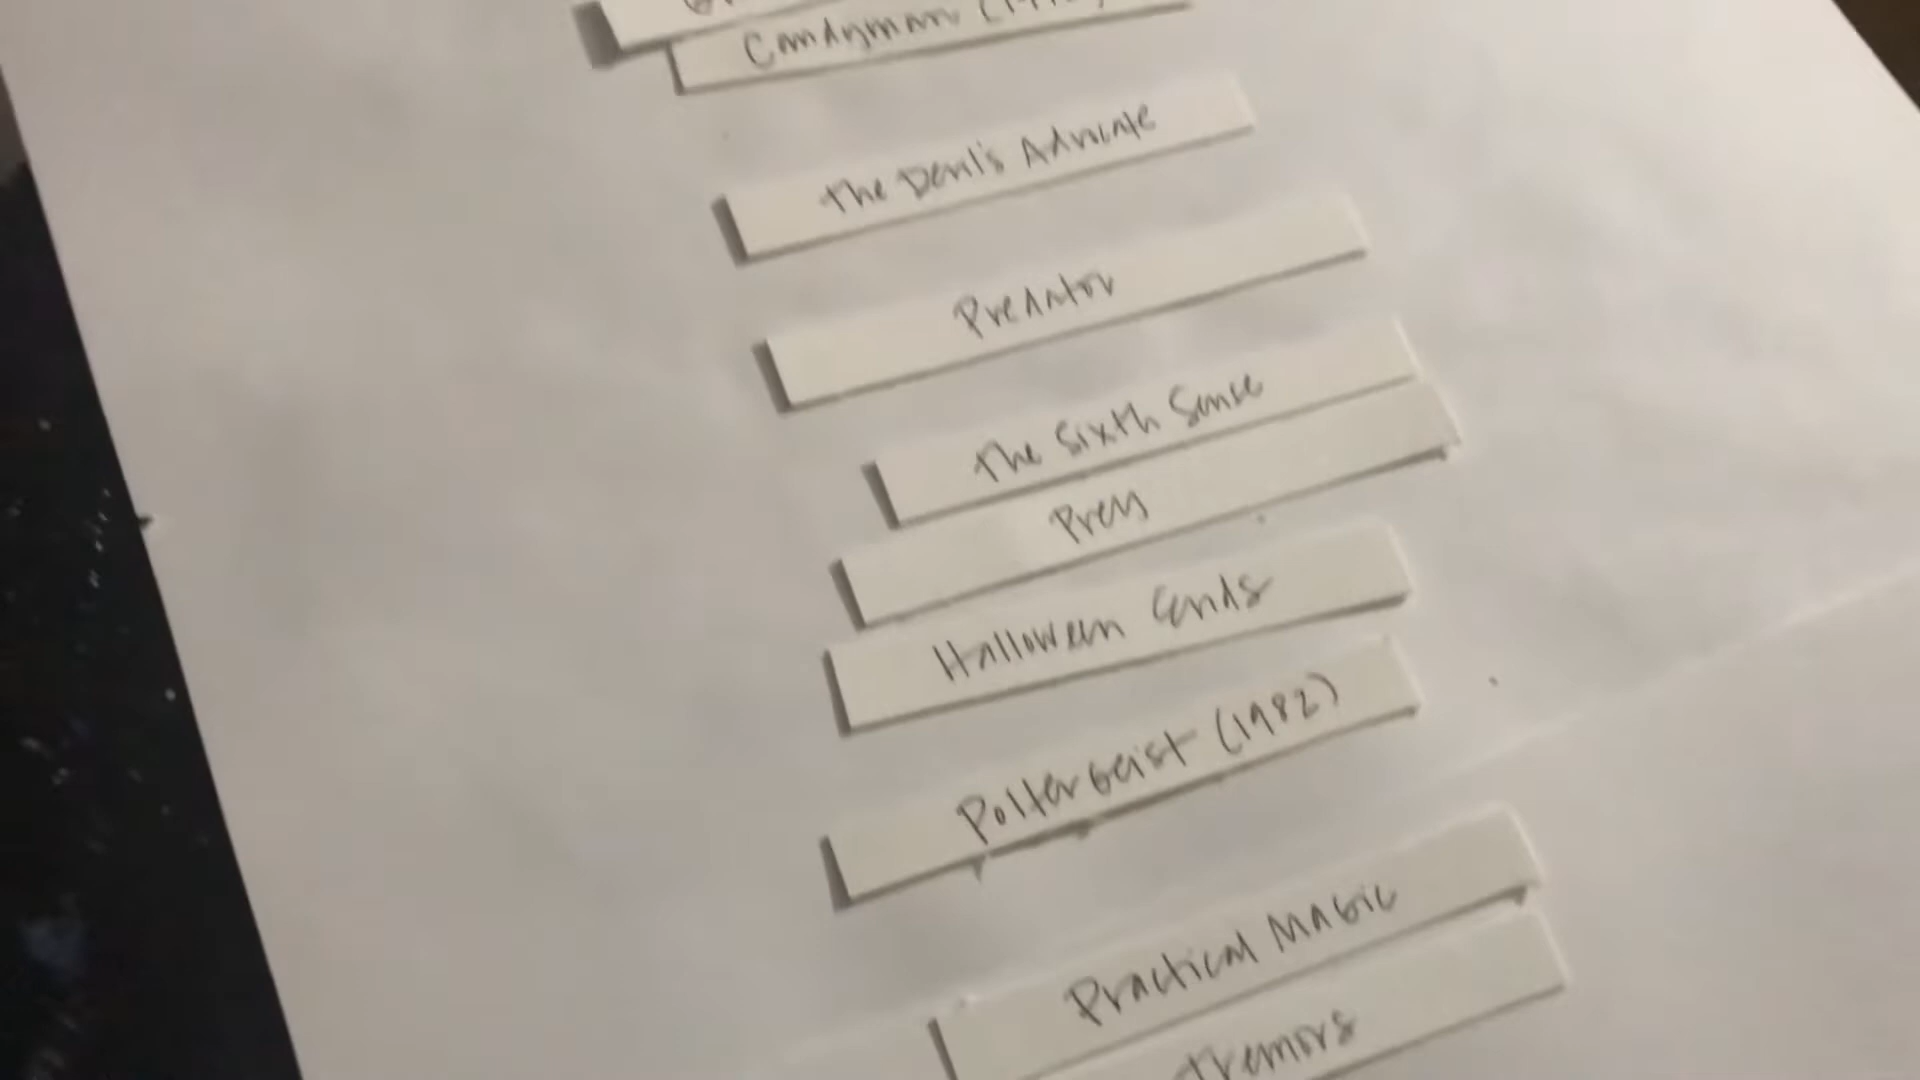 Candyman
The Devil's Advocate
Predator
The Sixth Sense
Prey
Halloween Ends
Poltergeist (1982)
Practical Magic
Tremors